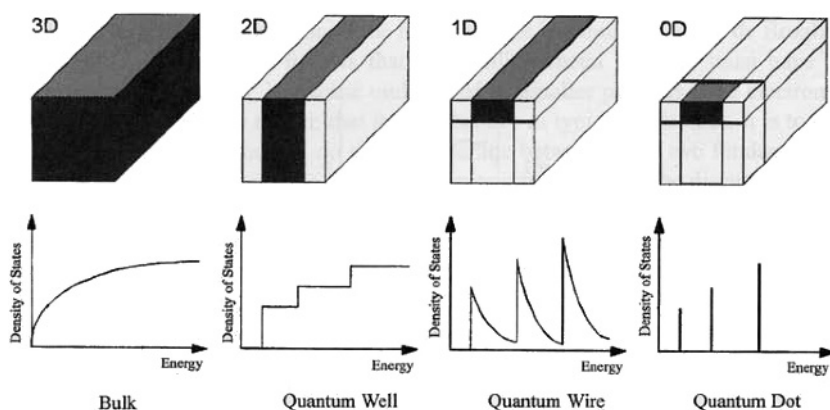 3D
2D
1D
0D
Density of States
Energy
Density of States
Energy
Density of States
Energy
Density of States
Energy
Bulk
Quantum Well
Quantum Wire
Quantum Dot